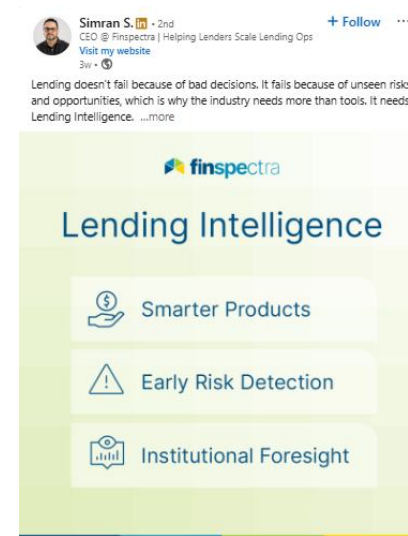 Simran S. in • 2nd
+ Follow ...
CEO @ Finspectra | Helping Lenders Scale Lending Ops
Visit my website
3w •
Lending doesn't fail because of bad decisions. It fails because of unseen risks
and opportunities, which is why the industry needs more than tools. It needs
Lending Intelligence. ...more
finspectra
Lending Intelligence
$
Smarter Products
!
Early Risk Detection
Institutional Foresight